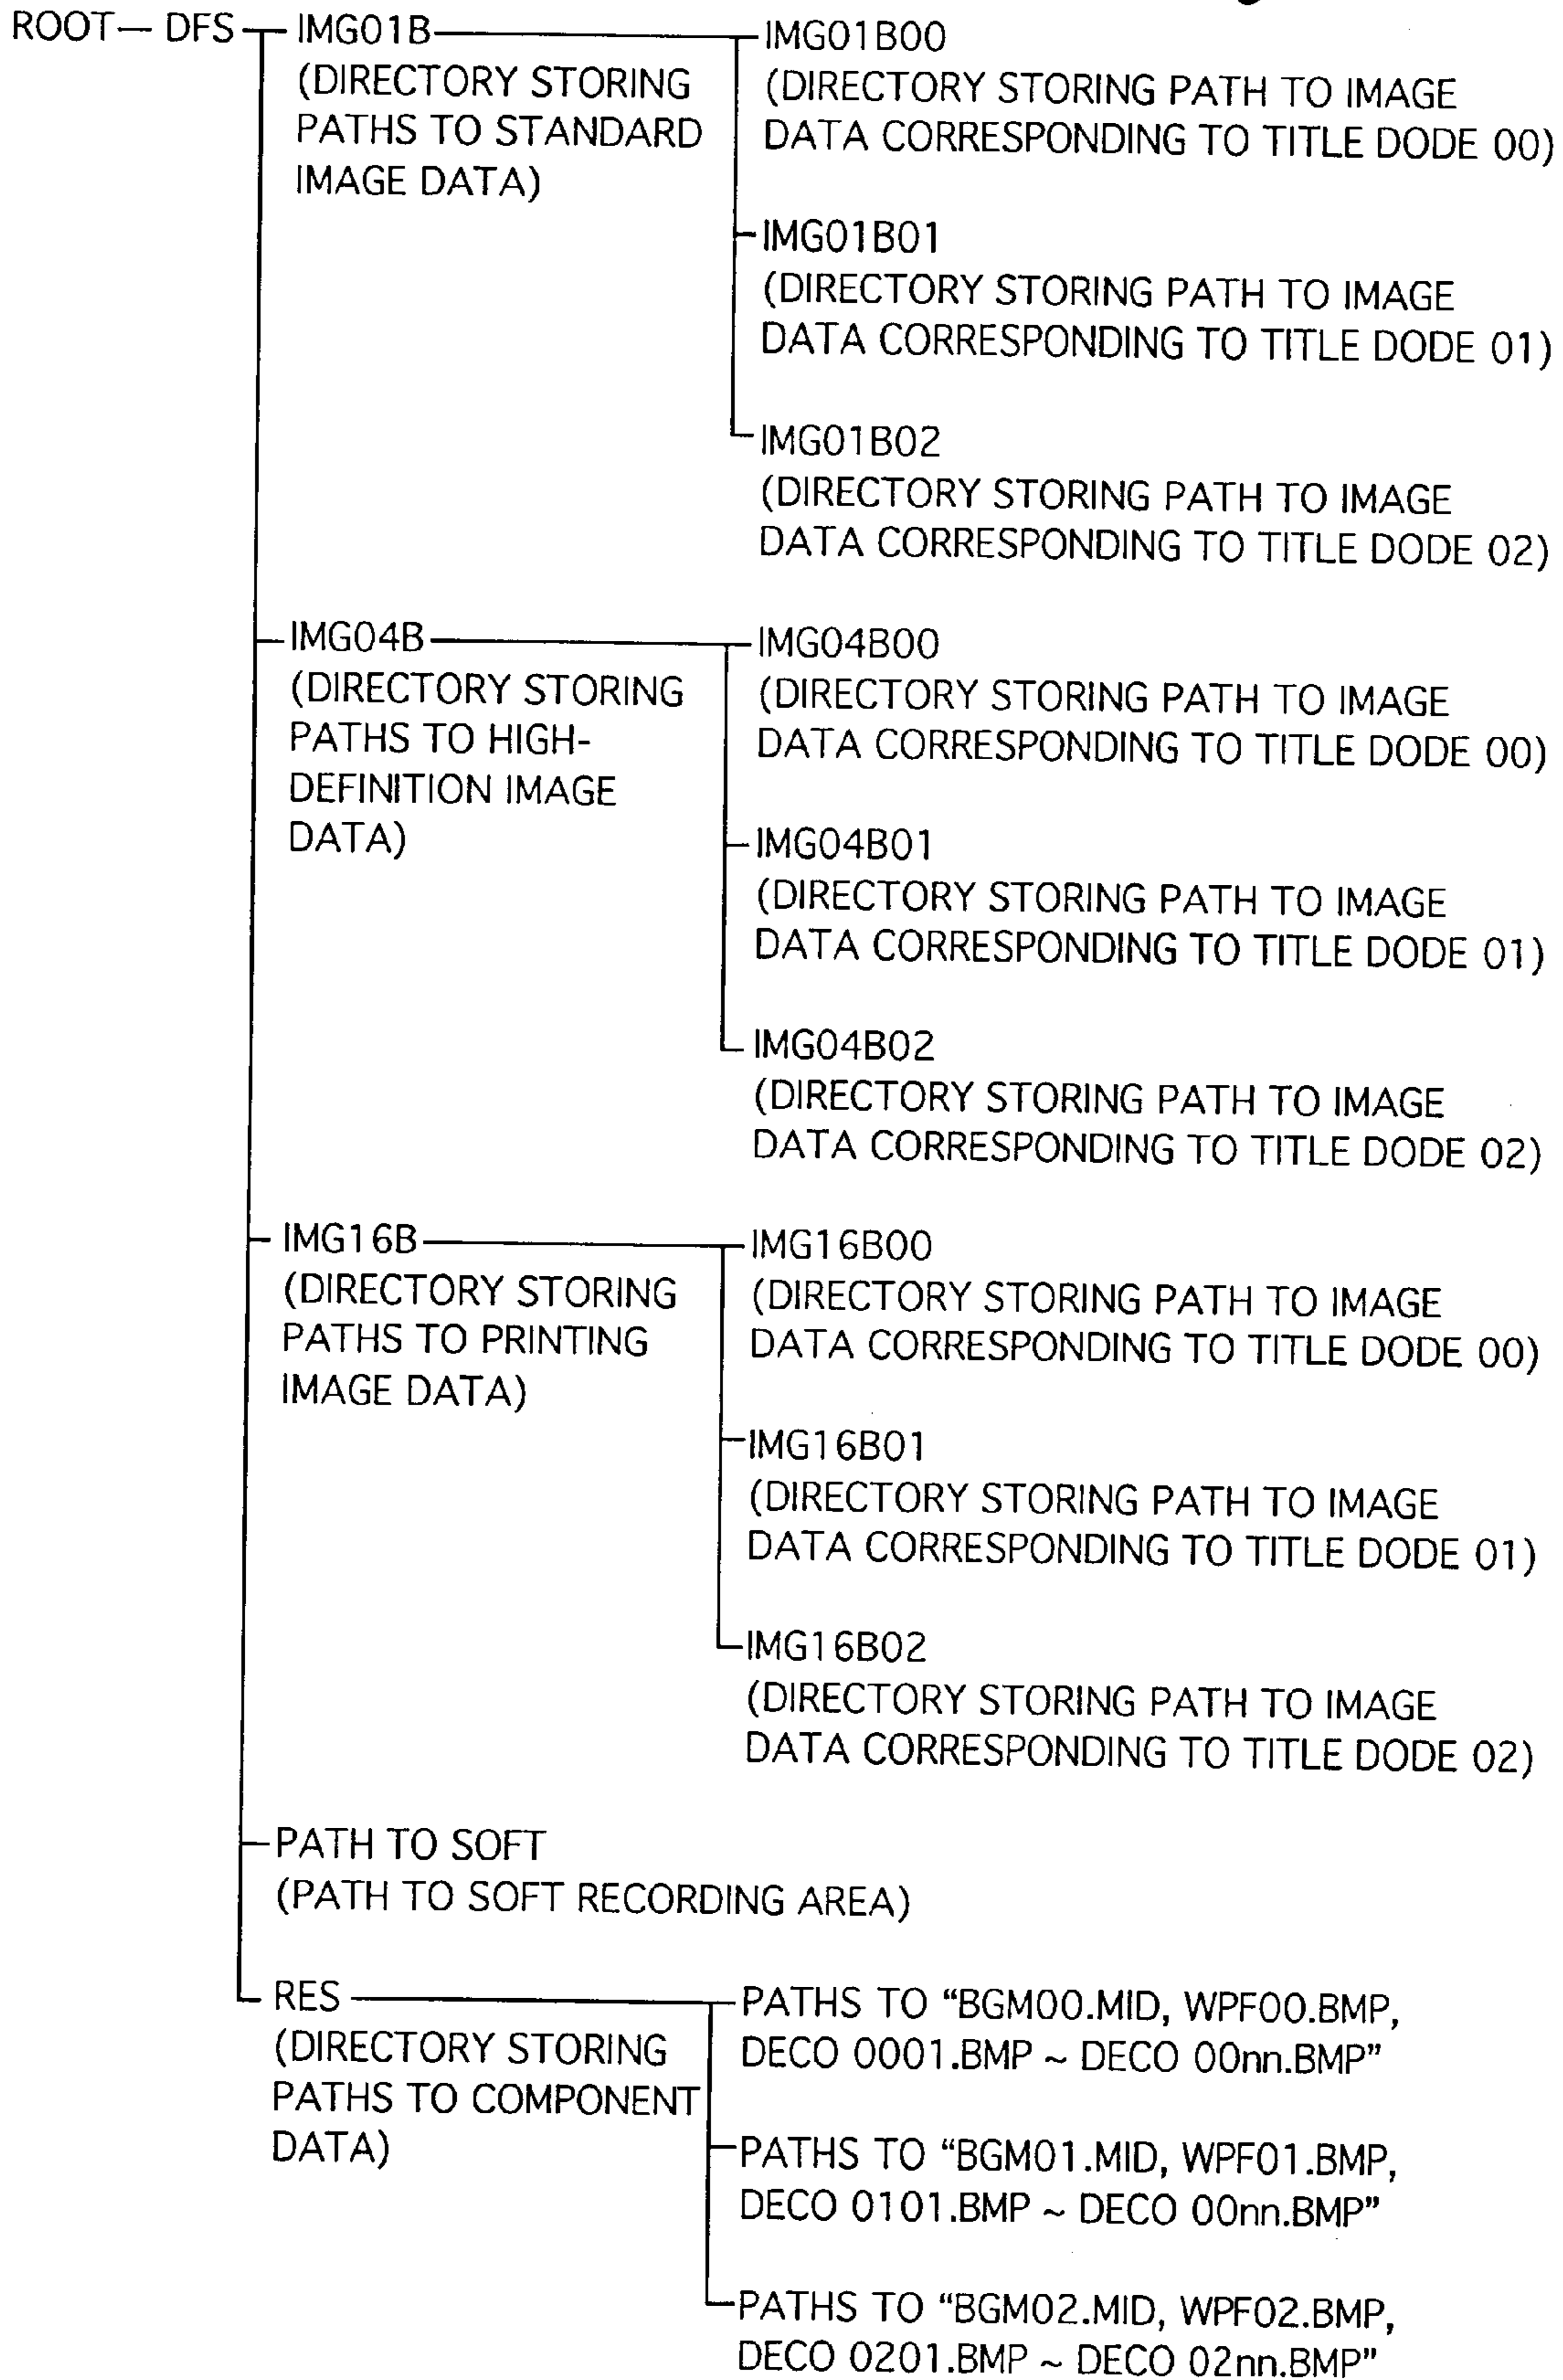 ROOT— DFS
IMG01B
(DIRECTORY STORING
PATHS TO STANDARD
IMAGE DATA)
IMG01B00
(DIRECTORY STORING PATH TO IMAGE
DATA CORRESPONDING TO TITLE DODE 00)
IMG01B01
(DIRECTORY STORING PATH TO IMAGE
DATA CORRESPONDING TO TITLE DODE 01)
IMG01B02
(DIRECTORY STORING PATH TO IMAGE
DATA CORRESPONDING TO TITLE DODE 02)
IMG04B
(DIRECTORY STORING
PATHS TO HIGH-
DEFINITION IMAGE
DATA)
IMG04B00
(DIRECTORY STORING PATH TO IMAGE
DATA CORRESPONDING TO TITLE DODE 00)
IMG04B01
(DIRECTORY STORING PATH TO IMAGE
DATA CORRESPONDING TO TITLE DODE 01)
IMG04B02
(DIRECTORY STORING PATH TO IMAGE
DATA CORRESPONDING TO TITLE DODE 02)
IMG16B
(DIRECTORY STORING
PATHS TO PRINTING
IMAGE DATA)
IMG16B00
(DIRECTORY STORING PATH TO IMAGE
DATA CORRESPONDING TO TITLE DODE 00)
IMG16B01
(DIRECTORY STORING PATH TO IMAGE
DATA CORRESPONDING TO TITLE DODE 01)
IMG16B02
(DIRECTORY STORING PATH TO IMAGE
DATA CORRESPONDING TO TITLE DODE 02)
PATH TO SOFT
(PATH TO SOFT RECORDING AREA)
RES
(DIRECTORY STORING
PATHS TO COMPONENT
DATA)
PATHS TO “BGM00.MID, WPF00.BMP,
DECO 0001.BMP ~ DECO 00nn.BMP”
PATHS TO “BGM01.MID, WPF01.BMP,
DECO 0101.BMP ~ DECO 00nn.BMP”
PATHS TO “BGM02.MID, WPF02.BMP,
DECO 0201.BMP ~ DECO 02nn.BMP”